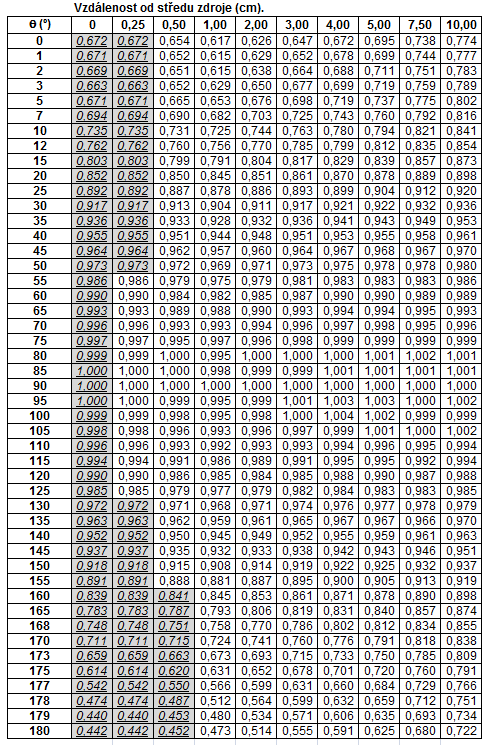 Vzdálenost od středu zdroje (cm).
θ (°) 0 0,25 0,50 1,00 2,00 3,00 4,00 5,00 7,50 10,00
0 0,672 0,672 0,654 0,617 0,626 0,647 0,672 0,695 0,738 0,774
1 0,671 0,671 0,652 0,615 0,629 0,652 0,678 0,699 0,744 0,777
2 0,669 0,669 0,651 0,615 0,638 0,664 0,688 0,711 0,751 0,783
3 0,663 0,663 0,652 0,629 0,650 0,677 0,699 0,719 0,759 0,789
5 0,671 0,671 0,665 0,653 0,676 0,698 0,719 0,737 0,775 0,802
7 0,694 0,694 0,690 0,682 0,703 0,725 0,743 0,760 0,792 0,816
10 0,735 0,735 0,731 0,725 0,744 0,763 0,780 0,794 0,821 0,841
12 0,762 0,762 0,760 0,756 0,770 0,785 0,799 0,812 0,835 0,854
15 0,803 0,803 0,799 0,791 0,804 0,817 0,829 0,839 0,857 0,873
20 0,852 0,852 0,850 0,845 0,851 0,861 0,870 0,878 0,889 0,898
25 0,892 0,892 0,887 0,878 0,886 0,893 0,899 0,904 0,912 0,920
30 0,917 0,917 0,913 0,904 0,911 0,917 0,921 0,922 0,932 0,936
35 0,936 0,936 0,933 0,928 0,932 0,936 0,941 0,943 0,949 0,953
40 0,955 0,955 0,951 0,944 0,948 0,951 0,953 0,955 0,958 0,961
45 0,964 0,964 0,962 0,957 0,960 0,964 0,967 0,968 0,967 0,970
50 0,973 0,973 0,972 0,969 0,971 0,973 0,975 0,978 0,978 0,980
55 0,986 0,986 0,979 0,975 0,979 0,981 0,983 0,983 0,983 0,986
60 0,990 0,990 0,984 0,982 0,985 0,987 0,990 0,990 0,989 0,989
65 0,993 0,993 0,989 0,988 0,990 0,993 0,994 0,994 0,995 0,993
70 0,996 0,996 0,993 0,993 0,994 0,996 0,997 0,998 0,995 0,996
75 0,997 0,997 0,995 0,997 0,996 0,998 0,999 0,999 0,999 0,999
80 0,999 0,999 1,000 0,995 1,000 1,000 1,000 1,001 1,002 1,001
85 1,000 1,000 1,000 0,998 0,999 0,999 1,001 1,001 1,001 1,001
90 1,000 1,000 1,000 1,000 1,000 1,000 1,000 1,000 1,000 1,000
95 1,000 1,000 0,999 0,995 0,999 1,001 1,003 1,003 1,000 1,002
100 0,999 0,999 0,998 0,995 0,998 1,000 1,004 1,002 0,999 0,999
105 0,998 0,998 0,996 0,993 0,996 0,997 0,999 1,001 1,000 1,002
110 0,996 0,996 0,993 0,992 0,993 0,993 0,994 0,996 0,995 0,994
115 0,994 0,994 0,991 0,986 0,989 0,991 0,995 0,995 0,992 0,994
120 0,990 0,990 0,986 0,985 0,984 0,985 0,988 0,990 0,987 0,988
125 0,985 0,985 0,979 0,977 0,979 0,982 0,984 0,983 0,983 0,985
130 0,972 0,972 0,971 0,968 0,971 0,974 0,976 0,977 0,978 0,979
135 0,963 0,963 0,962 0,959 0,961 0,965 0,967 0,967 0,966 0,970
140 0,952 0,952 0,950 0,945 0,949 0,952 0,955 0,959 0,961 0,963
145 0,937 0,937 0,935 0,932 0,933 0,938 0,942 0,943 0,946 0,951
150 0,918 0,918 0,915 0,908 0,914 0,919 0,922 0,925 0,932 0,937
155 0,891 0,891 0,888 0,881 0,887 0,895 0,900 0,905 0,913 0,919
160 0,839 0,839 0,841 0,845 0,853 0,861 0,871 0,878 0,890 0,898
165 0,783 0,783 0,787 0,793 0,806 0,819 0,831 0,840 0,857 0,874
168 0,748 0,748 0,751 0,758 0,770 0,786 0,802 0,812 0,834 0,855
170 0,711 0,711 0,715 0,724 0,741 0,760 0,776 0,791 0,818 0,838
173 0,659 0,659 0,663 0,673 0,693 0,715 0,733 0,750 0,785 0,809
175 0,614 0,614 0,620 0,631 0,652 0,678 0,701 0,720 0,760 0,791
177 0,542 0,542 0,550 0,566 0,599 0,631 0,660 0,684 0,729 0,766
178 0,474 0,474 0,487 0,512 0,564 0,599 0,632 0,659 0,712 0,751
179 0,440 0,440 0,453 0,480 0,534 0,571 0,606 0,635 0,693 0,734
180 0,442 0,442 0,452 0,473 0,514 0,555 0,591 0,625 0,680 0,722